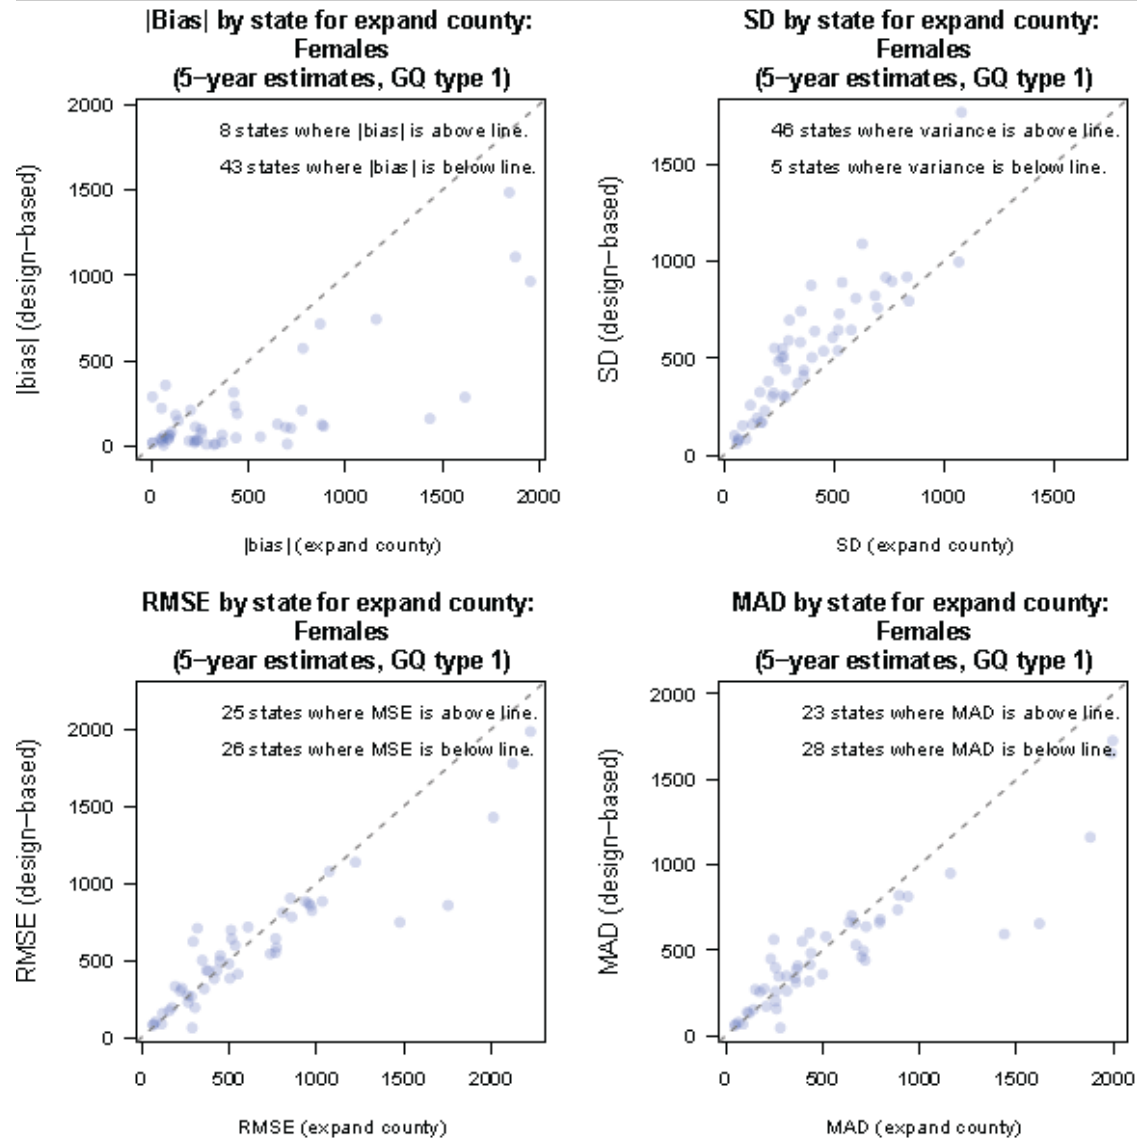 |Bias| by state for expand county:
Females
(5−year estimates, GQ type 1)
8 states where |bias| is above line.
43 states where |bias| is below line.
|bias| (design−based)
2000
1500
1000
500
0
0 500 1000 1500 2000
|bias| (expand county)
SD by state for expand county:
Females
(5−year estimates, GQ type 1)
46 states where variance is above line.
5 states where variance is below line.
SD (design−based)
1500
1000
500
0
0 500 1000 1500
SD (expand county)
RMSE by state for expand county:
Females
(5−year estimates, GQ type 1)
25 states where MSE is above line.
26 states where MSE is below line.
RMSE (design−based)
2000
1500
1000
500
0
0 500 1000 1500 2000
RMSE (expand county)
MAD by state for expand county:
Females
(5−year estimates, GQ type 1)
23 states where MAD is above line.
28 states where MAD is below line.
MAD (design−based)
2000
1500
1000
500
0
0 500 1000 1500 2000
MAD (expand county)